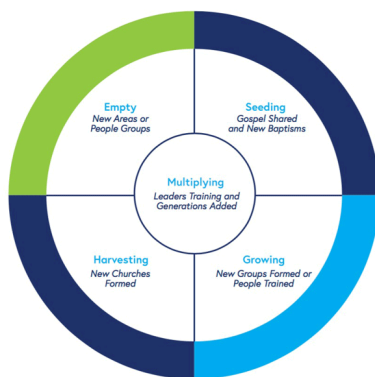 Empty
New Areas or
People Groups
Seeding
Gospel Shared
and New Baptisms
Multiplying
Leaders Training and
Generations Added
Harvesting
New Churches
Formed
Growing
New Groups Formed or
People Trained